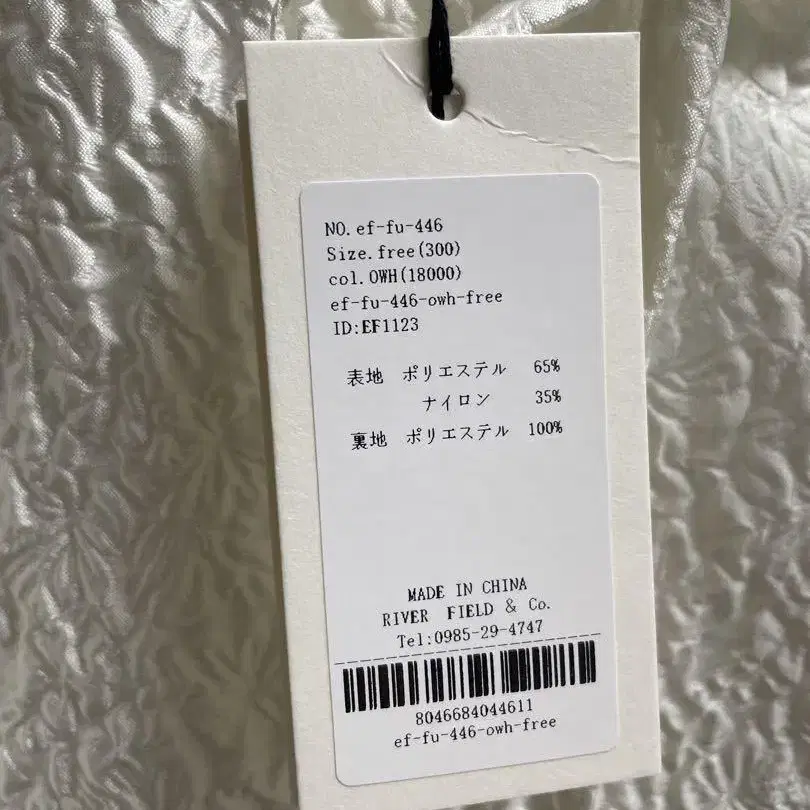 NO. ef-fu-446
Size. free(300)
col. OWH(18000)
ef-fu-446-owh-free
ID:EF1123
表地 ポリエステル 65%
ナイロン 35%
裏地 ポリエステル 100%
MADE IN CHINA
RIVER FIELD & Co.
Tel:0985-29-4747
8046684044611
ef-fu-446-owh-free